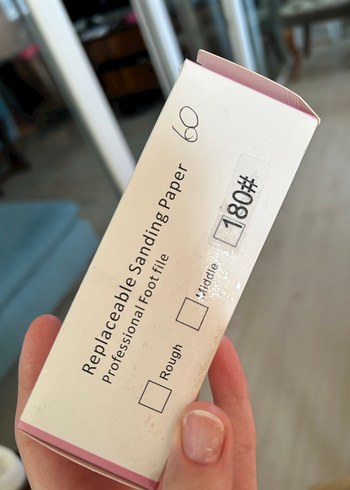 60
Replaceable Sanding Paper
Professional Foot file
Rough
Middle
180#